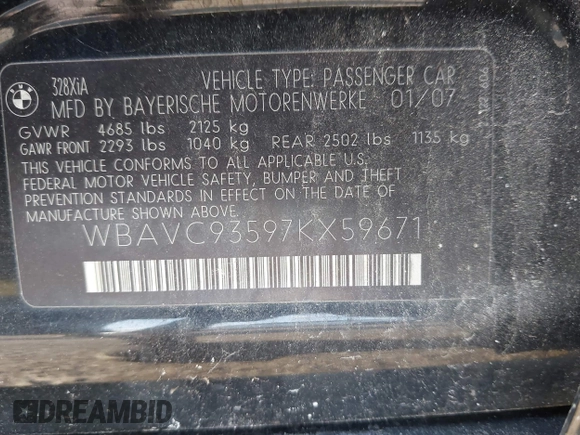 BMW
328XiA
VEHICLE TYPE: PASSENGER CAR
MFD BY BAYERISCHE MOTORENWERKE 01/07
GVWR 4685 lbs 2125 kg
GAWR FRONT 2293 lbs 1040 kg REAR 2502 lbs 1135 kg
THIS VEHICLE CONFORMS TO ALL APPLICABLE U.S.
FEDERAL MOTOR VEHICLE SAFETY, BUMPER AND THEFT
PREVENTION STANDARDS IN EFFECT ON THE DATE OF
MANUFACTURE SHOWN ABOVE.
WBAVC93597KX59671
DREAMBID